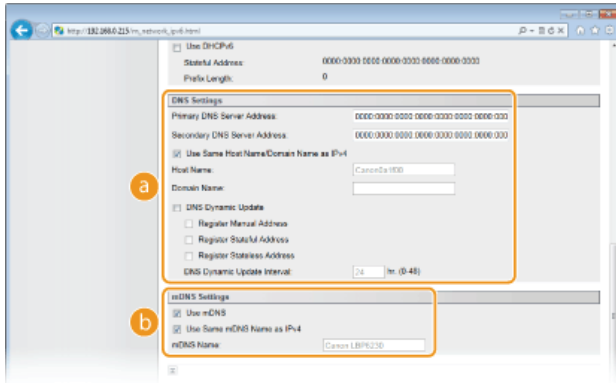 http://192.168.0.215/m_network_ipv6.html
Use DHCPv6
Stateful Address: 0000:0000:0000:0000:0000:0000:0000:0000
Prefix Length: 0
DNS Settings
Primary DNS Server Address: 0000:0000:0000:0000:0000:0000:0000:000
Secondary DNS Server Address: 0000:0000:0000:0000:0000:0000:0000:000
Use Same Host Name/Domain Name as IPv4
a
Host Name:
Domain Name:
DNS Dynamic Update
Register Manual Address
Register Stateful Address
Register Stateless Address
DNS Dynamic Update Interval: 24 hr. (0-48)
mDNS Settings
b
Use mDNS
Use Same mDNS Name as IPv4
mDNS Name: Canon LBP6230